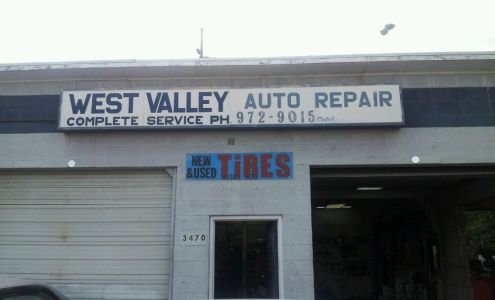 WEST VALLEY AUTO REPAIR
COMPLETE SERVICE PH. 972-9015
NEW & USED TiRES
3470